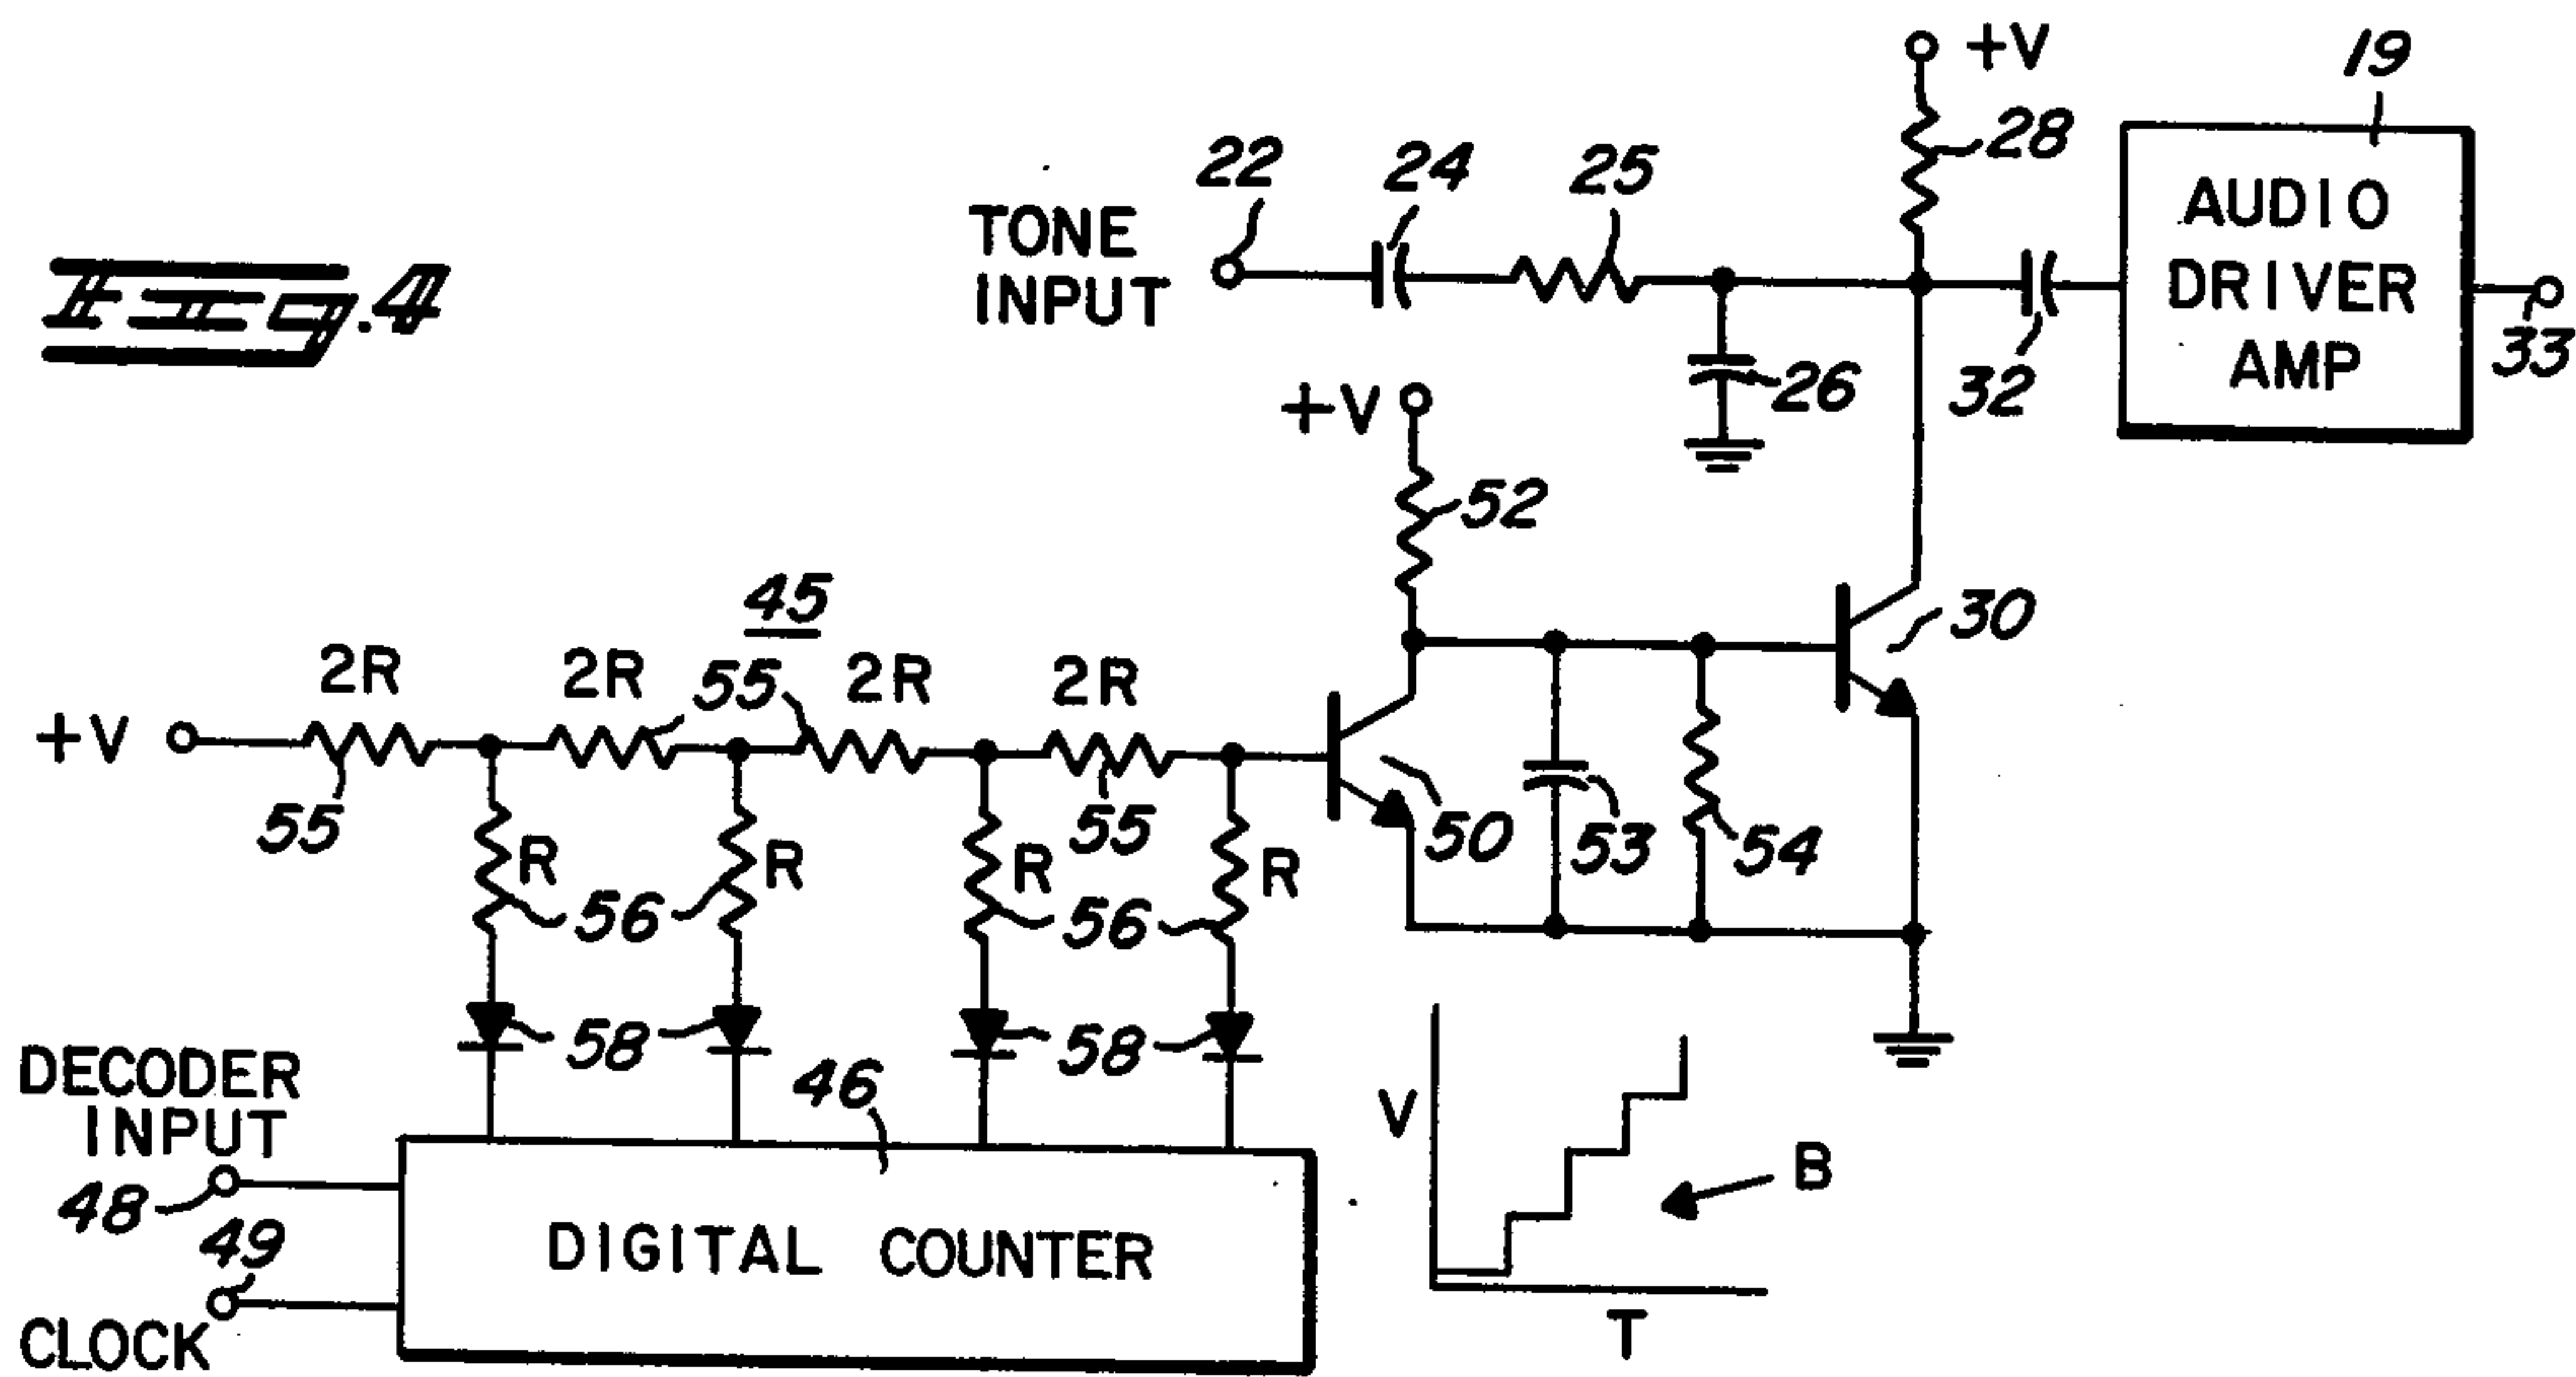 Fig. 4
+V
19
28
22
24
25
TONE
INPUT
AUDIO
DRIVER
AMP
33
26
32
+V
52
45
30
2R
2R
55
2R
2R
+V
55
55
50
53
54
R
R
R
R
56
56
58
58
DECODER
INPUT
46
48
49
DIGITAL COUNTER
CLOCK
V
B
T